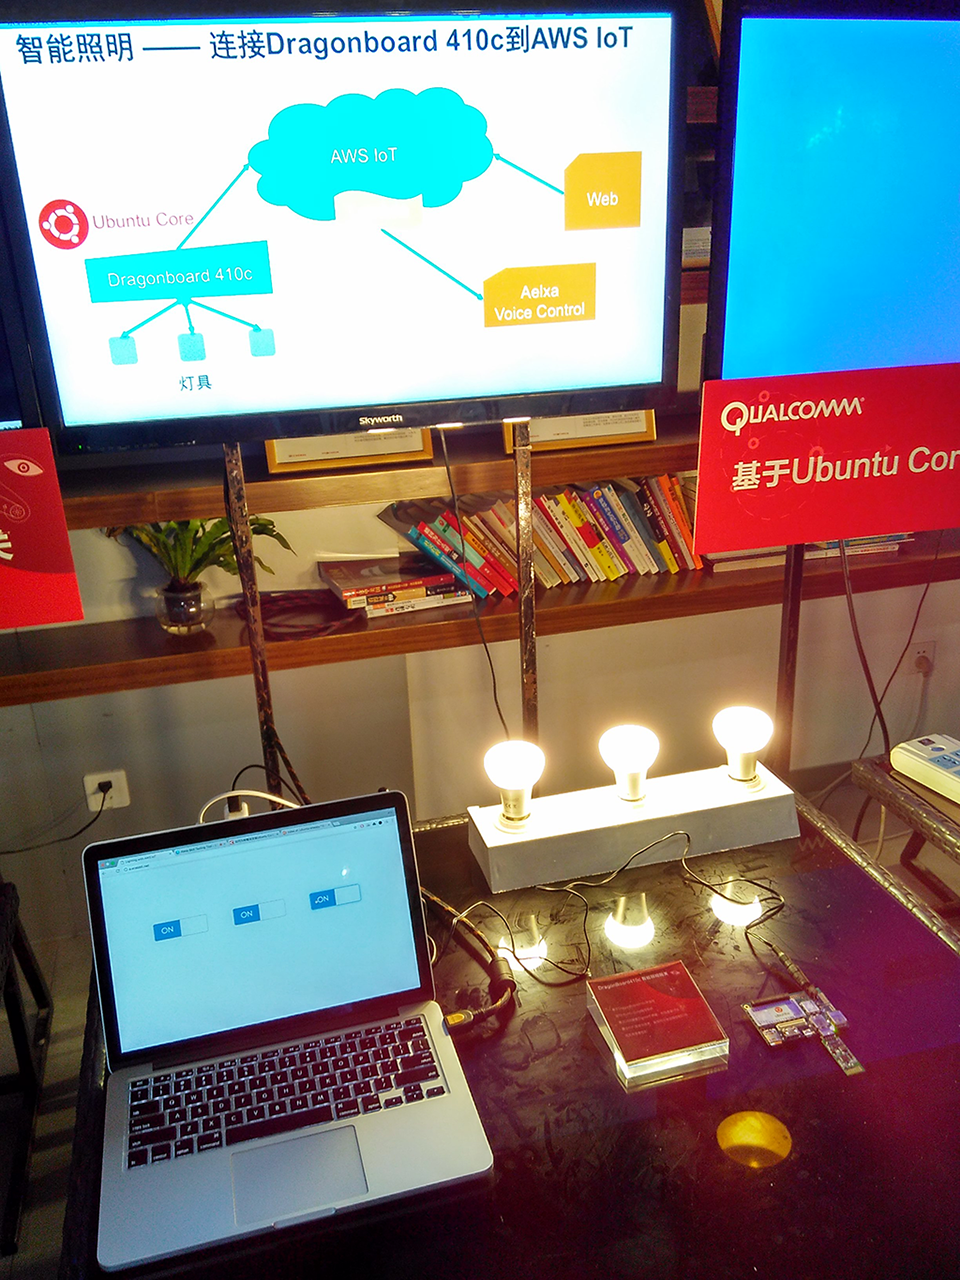 智能照明 —— 连接Dragonboard 410c到AWS IoT
AWS IoT
Web
Ubuntu Core
Dragonboard 410c
Aelxa
Voice Control
灯具
Skyworth
QUALCOMM
基于Ubuntu Cor
ON
ON
ON